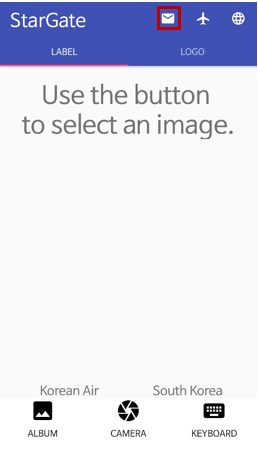 StarGate
LABEL LOGO
Use the button
to select an image.
Korean Air South Korea
ALBUM CAMERA KEYBOARD